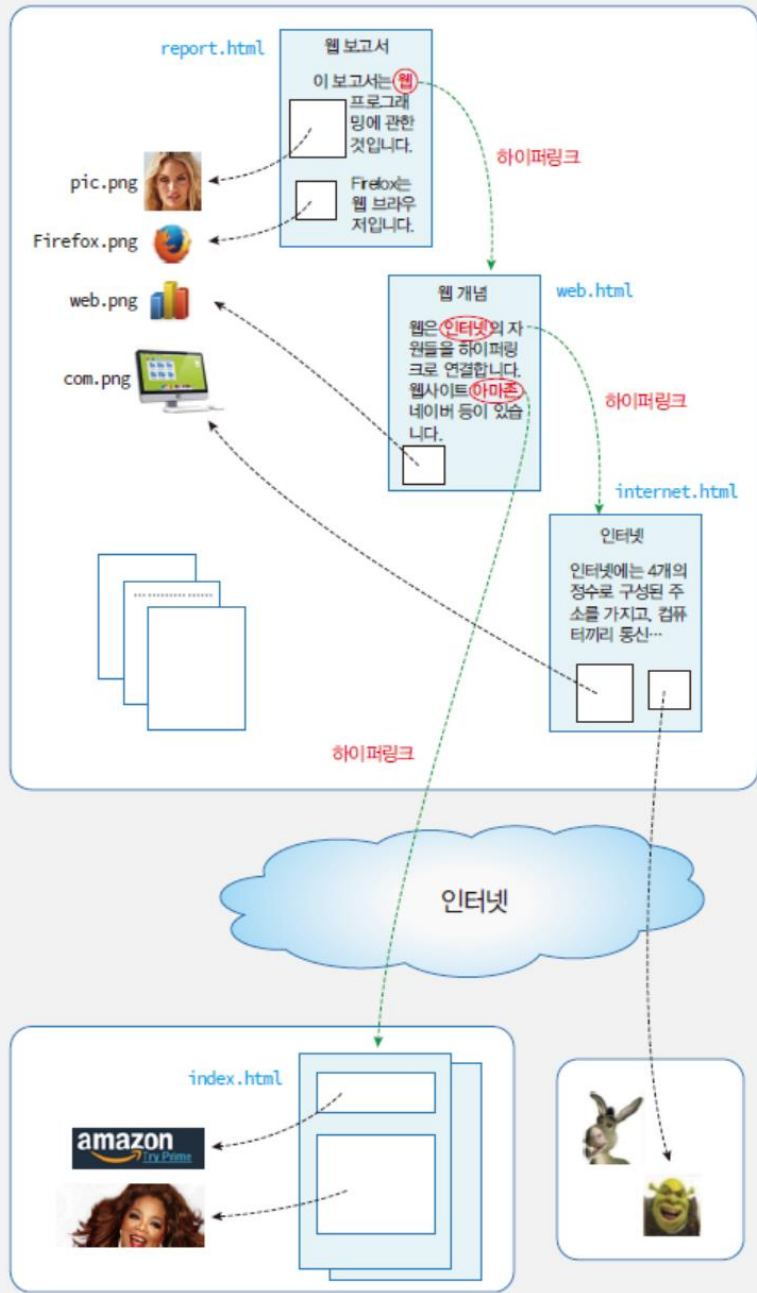 report.html
웹 보고서
이 보고서는 웹
프로그래
밍에 관한
것입니다.
하이퍼링크
pic.png
Firefox는
웹 브라우
저입니다.
Firefox.png
web.png
웹 개념
web.html
com.png
웹은 인터넷의 자
원들을 하이퍼링
크로 연결합니다.
웹사이트 아마존,
네이버 등이 있습
니다.
하이퍼링크
internet.html
인터넷
인터넷에는 4개의
정수로 구성된 주
소를 가지고, 컴퓨
터끼리 통신…
하이퍼링크
인터넷
index.html
amazon
Try Prime